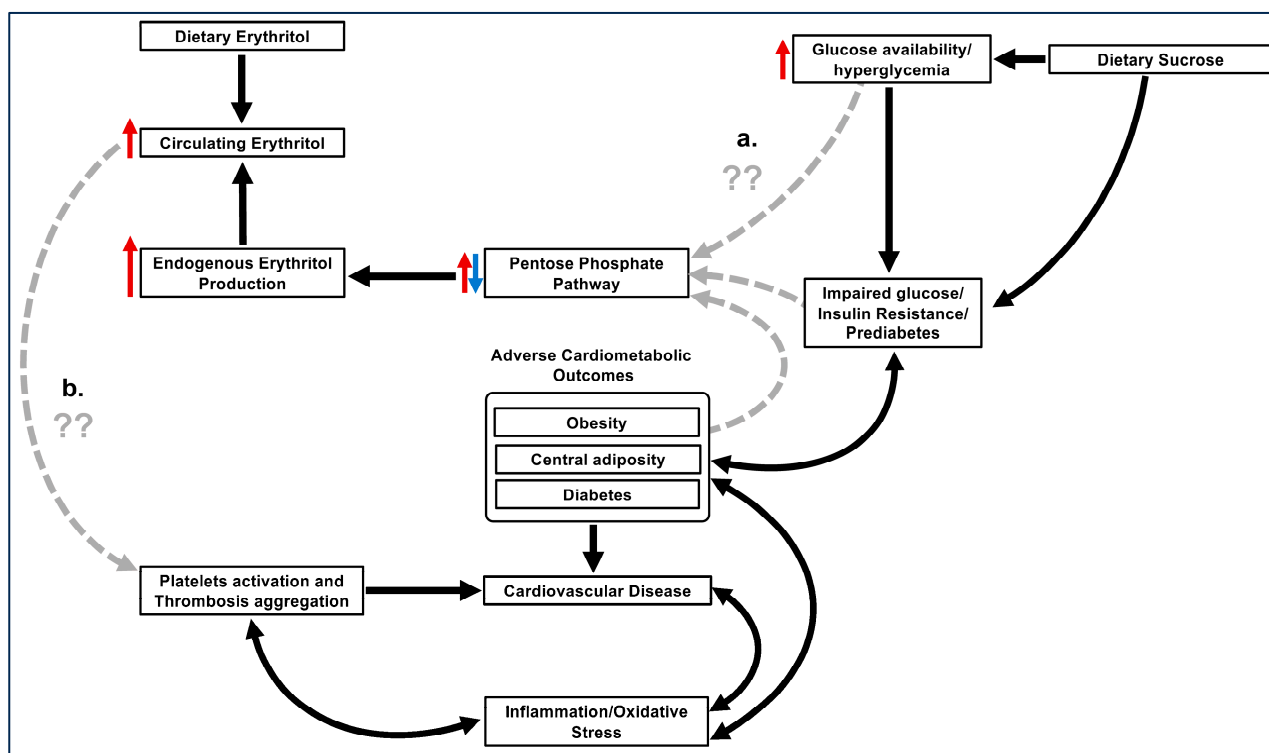 Dietary Erythritol
Glucose availability/
hyperglycemia
Dietary Sucrose
Circulating Erythritol
a.
??
Endogenous Erythritol
Production
Pentose Phosphate
Pathway
Impaired glucose/
Insulin Resistance/
Prediabetes
Adverse Cardiometabolic
Outcomes
b.
??
Obesity
Central adiposity
Diabetes
Platelets activation and
Thrombosis aggregation
Cardiovascular Disease
Inflammation/Oxidative
Stress